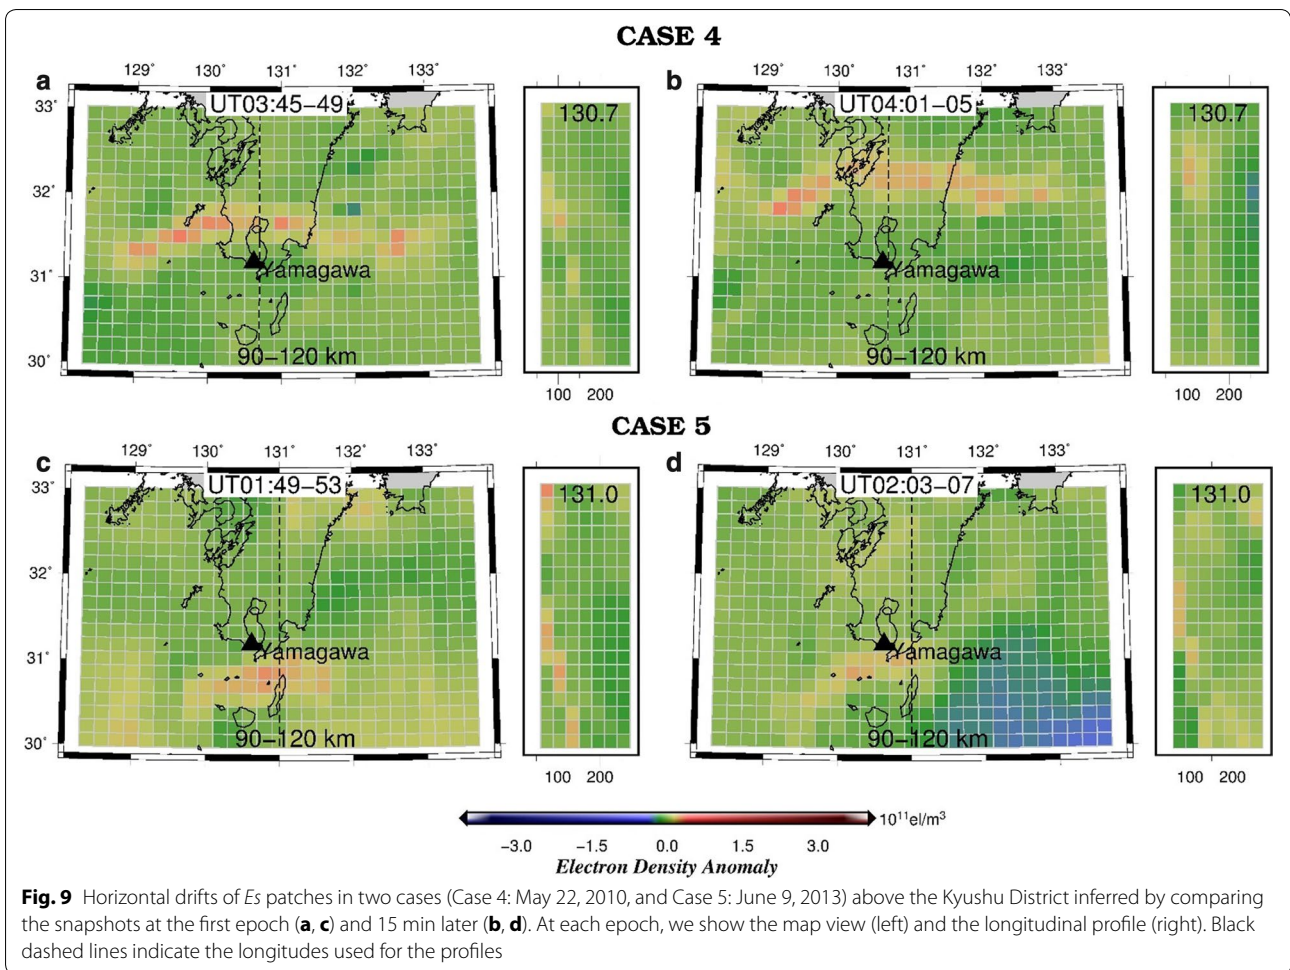 CASE 4
a
129° 130° 131° 132° 133°
UT03:45–49
33°
32°
31°
30°
Yamagawa
90–120 km
130.7
100 200
b
129° 130° 131° 132° 133°
UT04:01–05
Yamagawa
90–120 km
130.7
100 200
CASE 5
c
129° 130° 131° 132° 133°
UT01:49–53
33°
32°
31°
30°
Yamagawa
90–120 km
131.0
100 200
d
129° 130° 131° 132° 133°
UT02:03–07
Yamagawa
90–120 km
131.0
100 200
10¹¹el/m³
−3.0 −1.5 0.0 1.5 3.0
Electron Density Anomaly
Fig. 9 Horizontal drifts of Es patches in two cases (Case 4: May 22, 2010, and Case 5: June 9, 2013) above the Kyushu District inferred by comparing
the snapshots at the first epoch (a, c) and 15 min later (b, d). At each epoch, we show the map view (left) and the longitudinal profile (right). Black
dashed lines indicate the longitudes used for the profiles